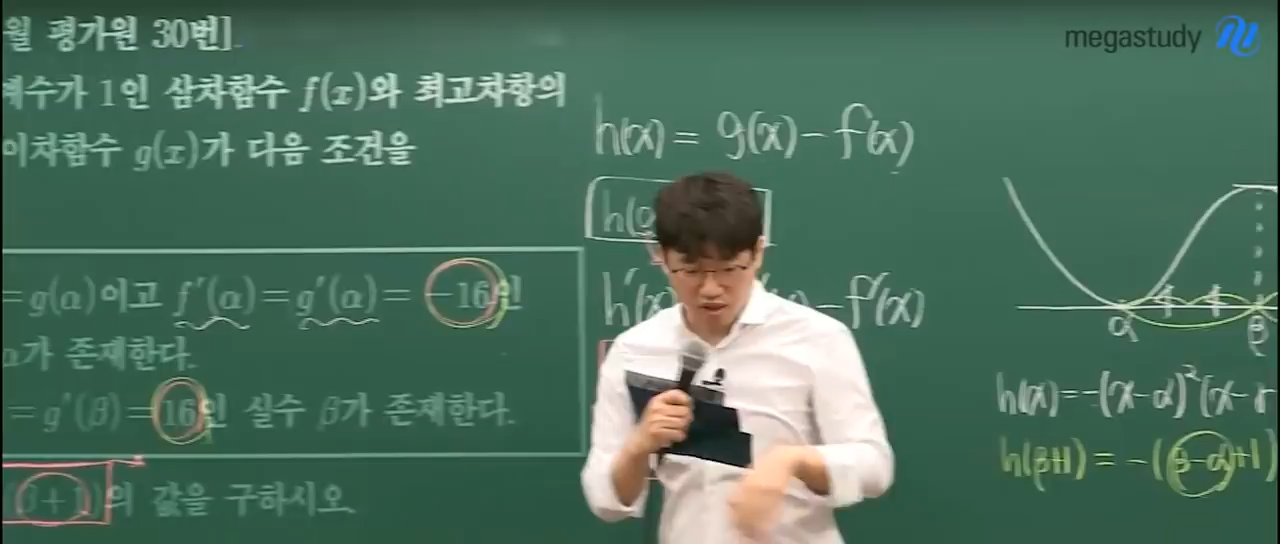 월 평가원 30번]
계수가 1인 삼차함수 f(x)와 최고차항의
이차함수 g(x)가 다음 조건을
= g(α)이고 f′(α) = g′(α) = −16인
α가 존재한다.
= g′(β) = 16인 실수 β가 존재한다.
β+1)의 값을 구하시오.
megastudy
h(x) = g(x) − f(x)
h(
h′(x − f′(x)
α β
h(x) = −(x−α)²(x−
h(β+1) = −(β−α+1)